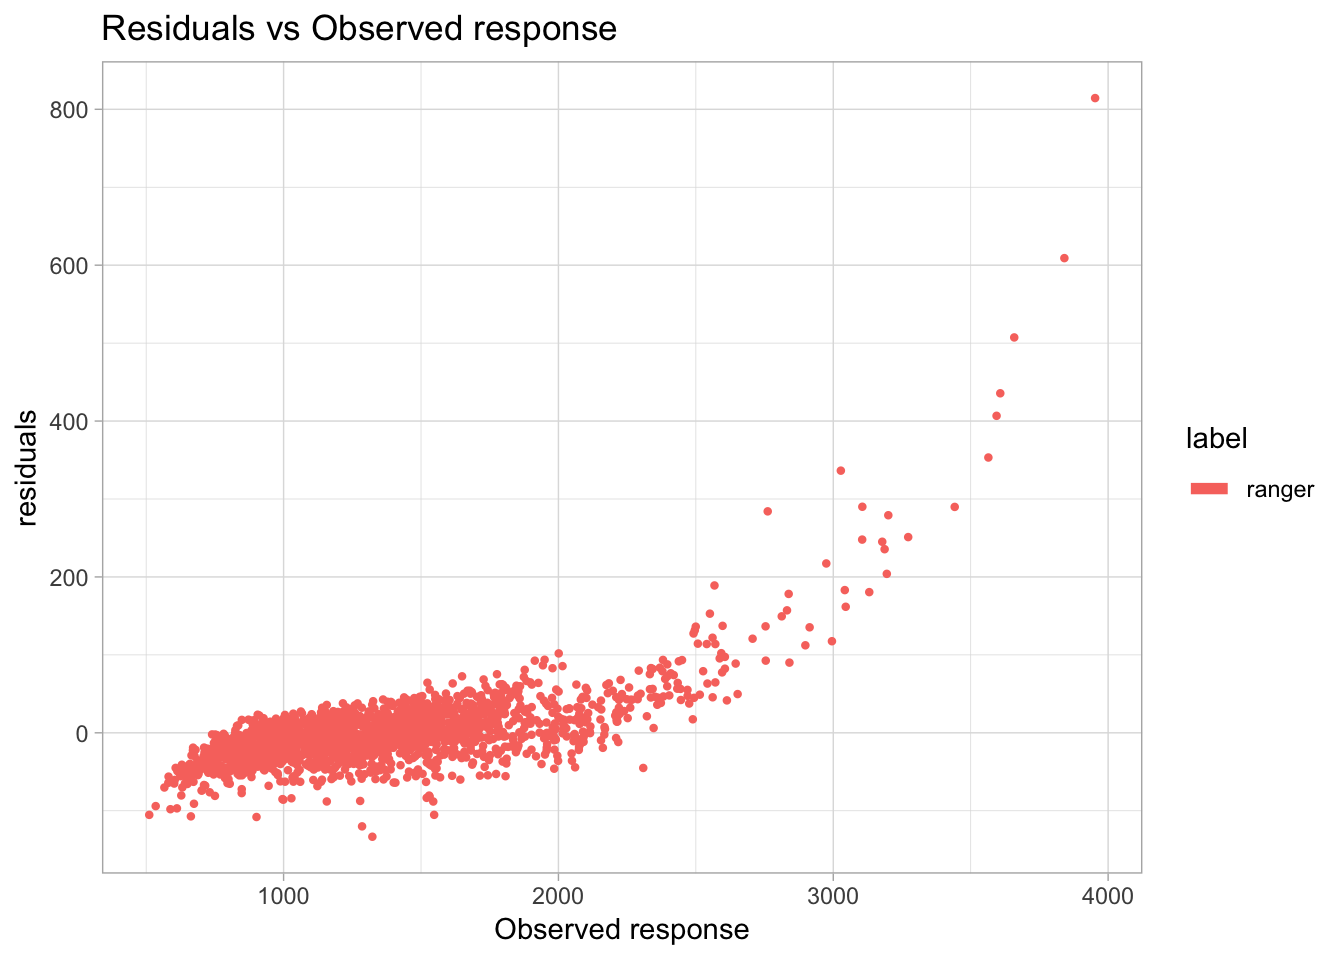 Residuals vs Observed response
800
600
400
200
0
residuals
1000
2000
3000
4000
Observed response
label
ranger